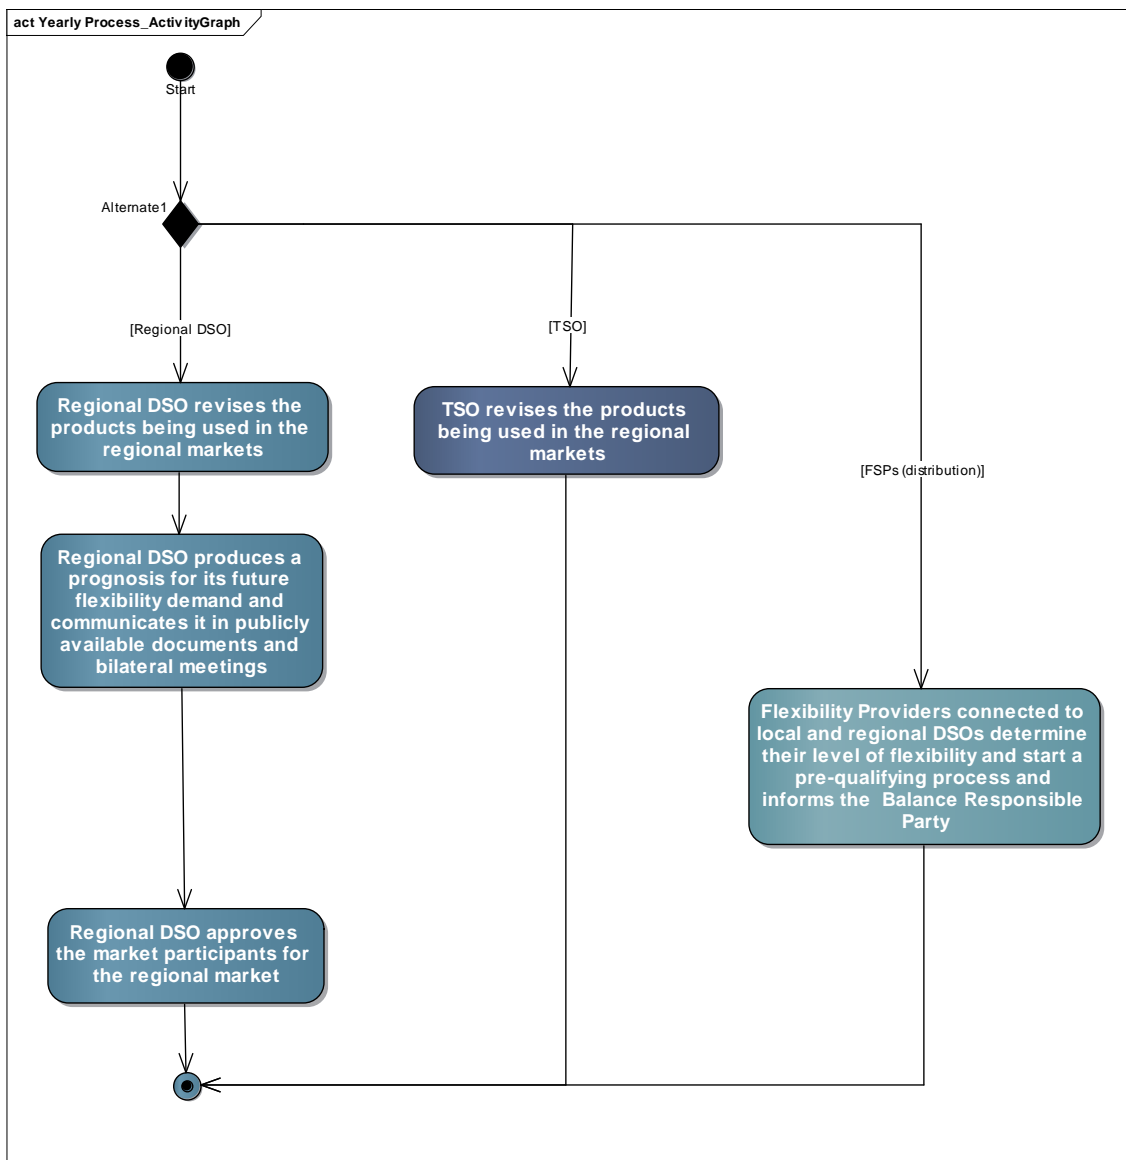 act Yearly Process_ActivityGraph
Start
Alternate1
[Regional DSO]
[TSO]
Regional DSO revises the
products being used in the
regional markets
TSO revises the products
being used in the regional
markets
[FSPs (distribution)]
Regional DSO produces a
prognosis for its future
flexibility demand and
communicates it in publicly
available documents and
bilateral meetings
Flexibility Providers connected to
local and regional DSOs determine
their level of flexibility and start a
pre-qualifying process and
informs the  Balance Responsible
Party
Regional DSO approves
the market participants for
the regional market